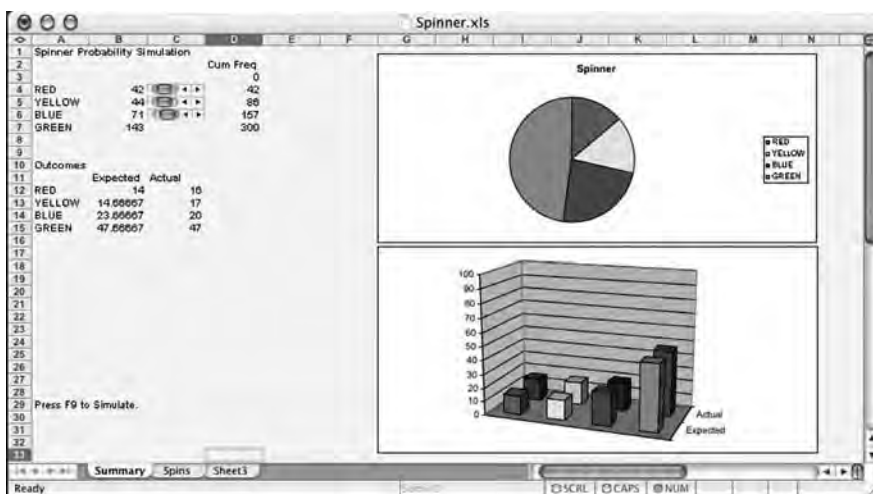 Spinner.xls
A B C D E F G H I J K L M N
1 Spinner Probability Simulation
2 Cum Freq
3 0
4 RED 42 42
5 YELLOW 44 86
6 BLUE 71 157
7 GREEN 143 300
8
9
10 Outcomes
11 Expected Actual
12 RED 14 16
13 YELLOW 14.66667 17
14 BLUE 23.66667 20
15 GREEN 47.66667 47
16
17
18
19
20
21
22
23
24
25
26
27
28
29 Press F9 to Simulate.
30
31
32
33
Spinner
RED
YELLOW
BLUE
GREEN
100
90
80
70
60
50
40
30
20
10
0
Actual
Expected
Summary Spins Sheet3
Ready SCRL CAPS NUM